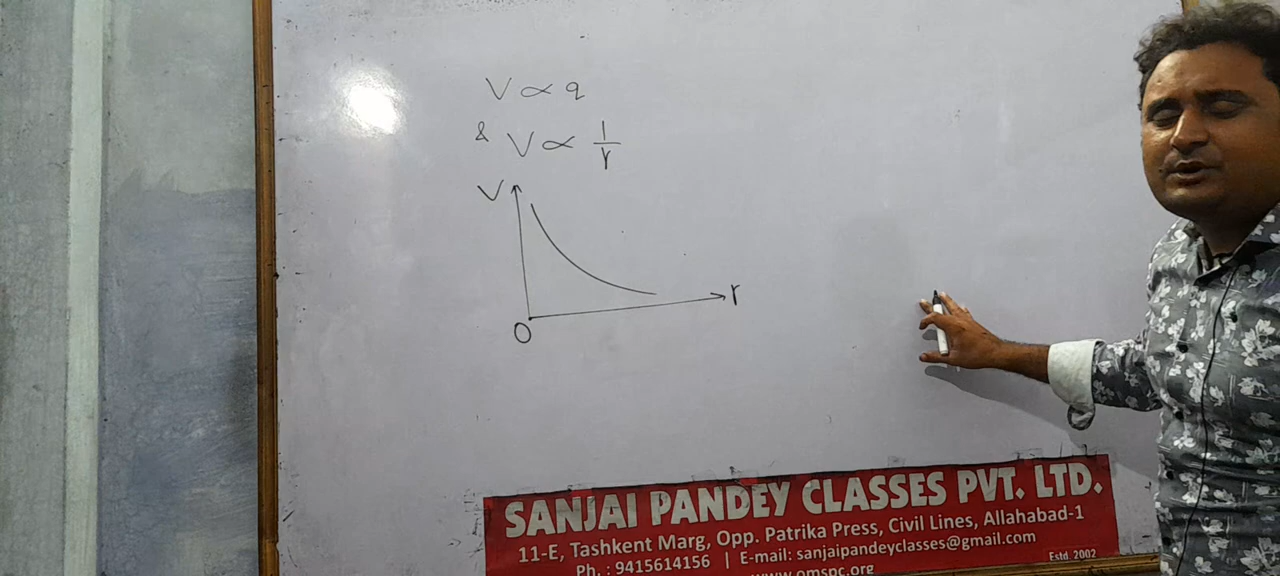 V ∝ q
& V ∝ 1/r
V
r
O
SANJAI PANDEY CLASSES PVT. LTD.
11-E, Tashkent Marg, Opp. Patrika Press, Civil Lines, Allahabad-1
Ph. : 9415614156 | E-mail: sanjaipandeyclasses@gmail.com
Estd. 2002
www.omspc.org